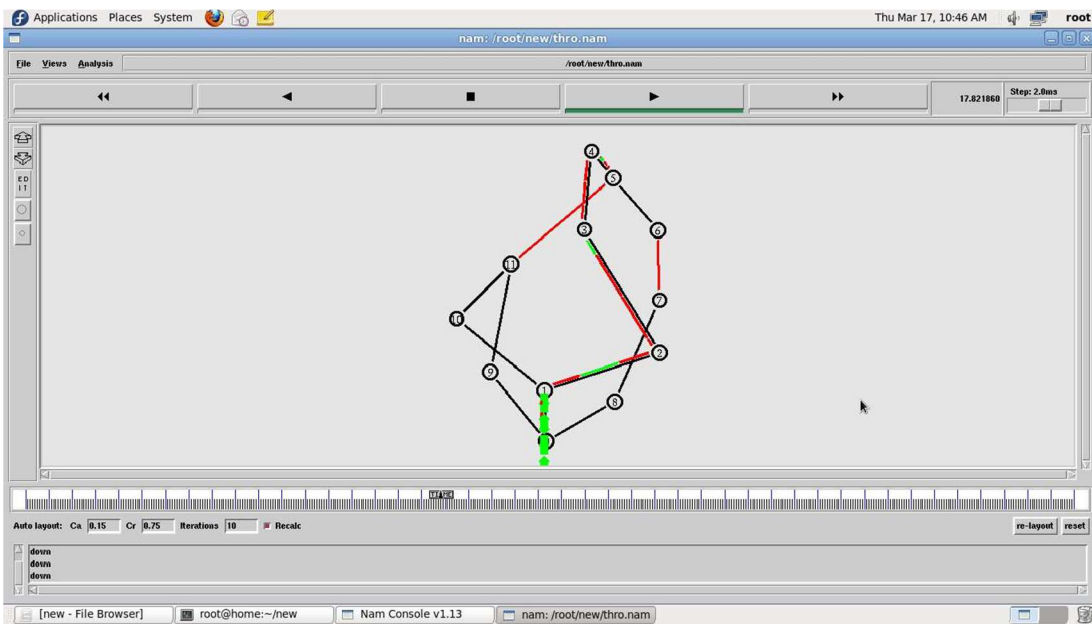 Applications Places System Thu Mar 17, 10:46 AM root
nam: /root/new/thro.nam
File Views Analysis /root/new/thro.nam
17.821860 Step: 2.0ms
ED
IT
4
5
3
6
11
7
10
2
9
1
8
TIME
Auto layout: Ca 0.15 Cr 0.75 Iterations 10 Recalc re-layout reset
down
down
down
[new - File Browser] root@home:~/new Nam Console v1.13 nam: /root/new/thro.nam